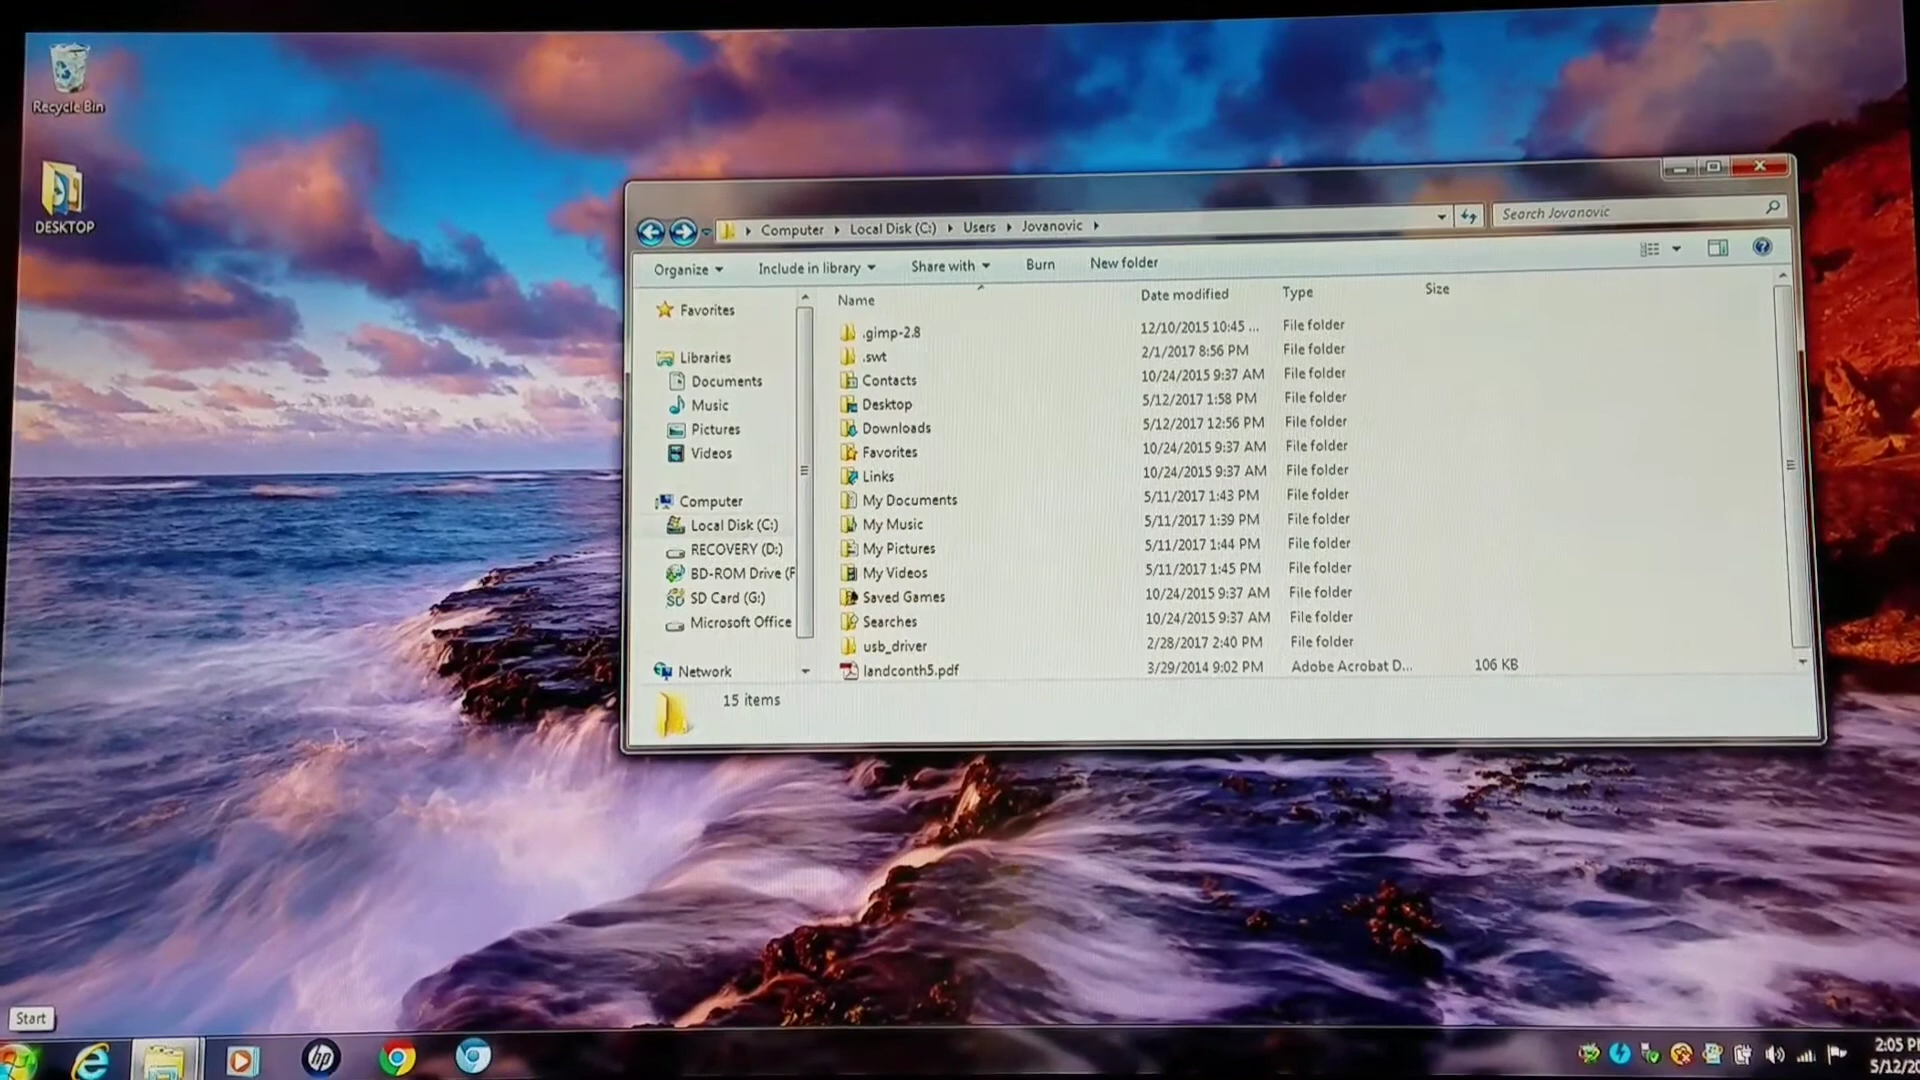 Recycle Bin
DESKTOP
Computer Local Disk (C:) Users Jovanovic
Search Jovanovic
Organize Include in library Share with Burn New folder
Favorites
Libraries
Documents
Music
Pictures
Videos
Computer
Local Disk (C:)
RECOVERY (D:)
BD-ROM Drive (F
SD Card (G:)
Microsoft Office
Network
Name Date modified Type Size
.gimp-2.8 12/10/2015 10:45 ... File folder
.swt 2/1/2017 8:56 PM File folder
Contacts 10/24/2015 9:37 AM File folder
Desktop 5/12/2017 1:58 PM File folder
Downloads 5/12/2017 12:56 PM File folder
Favorites 10/24/2015 9:37 AM File folder
Links 10/24/2015 9:37 AM File folder
My Documents 5/11/2017 1:43 PM File folder
My Music 5/11/2017 1:39 PM File folder
My Pictures 5/11/2017 1:44 PM File folder
My Videos 5/11/2017 1:45 PM File folder
Saved Games 10/24/2015 9:37 AM File folder
Searches 10/24/2015 9:37 AM File folder
usb_driver 2/28/2017 2:40 PM File folder
landconth5.pdf 3/29/2014 9:02 PM Adobe Acrobat D... 106 KB
15 items
Start
hp
2:05 P
5/12/20